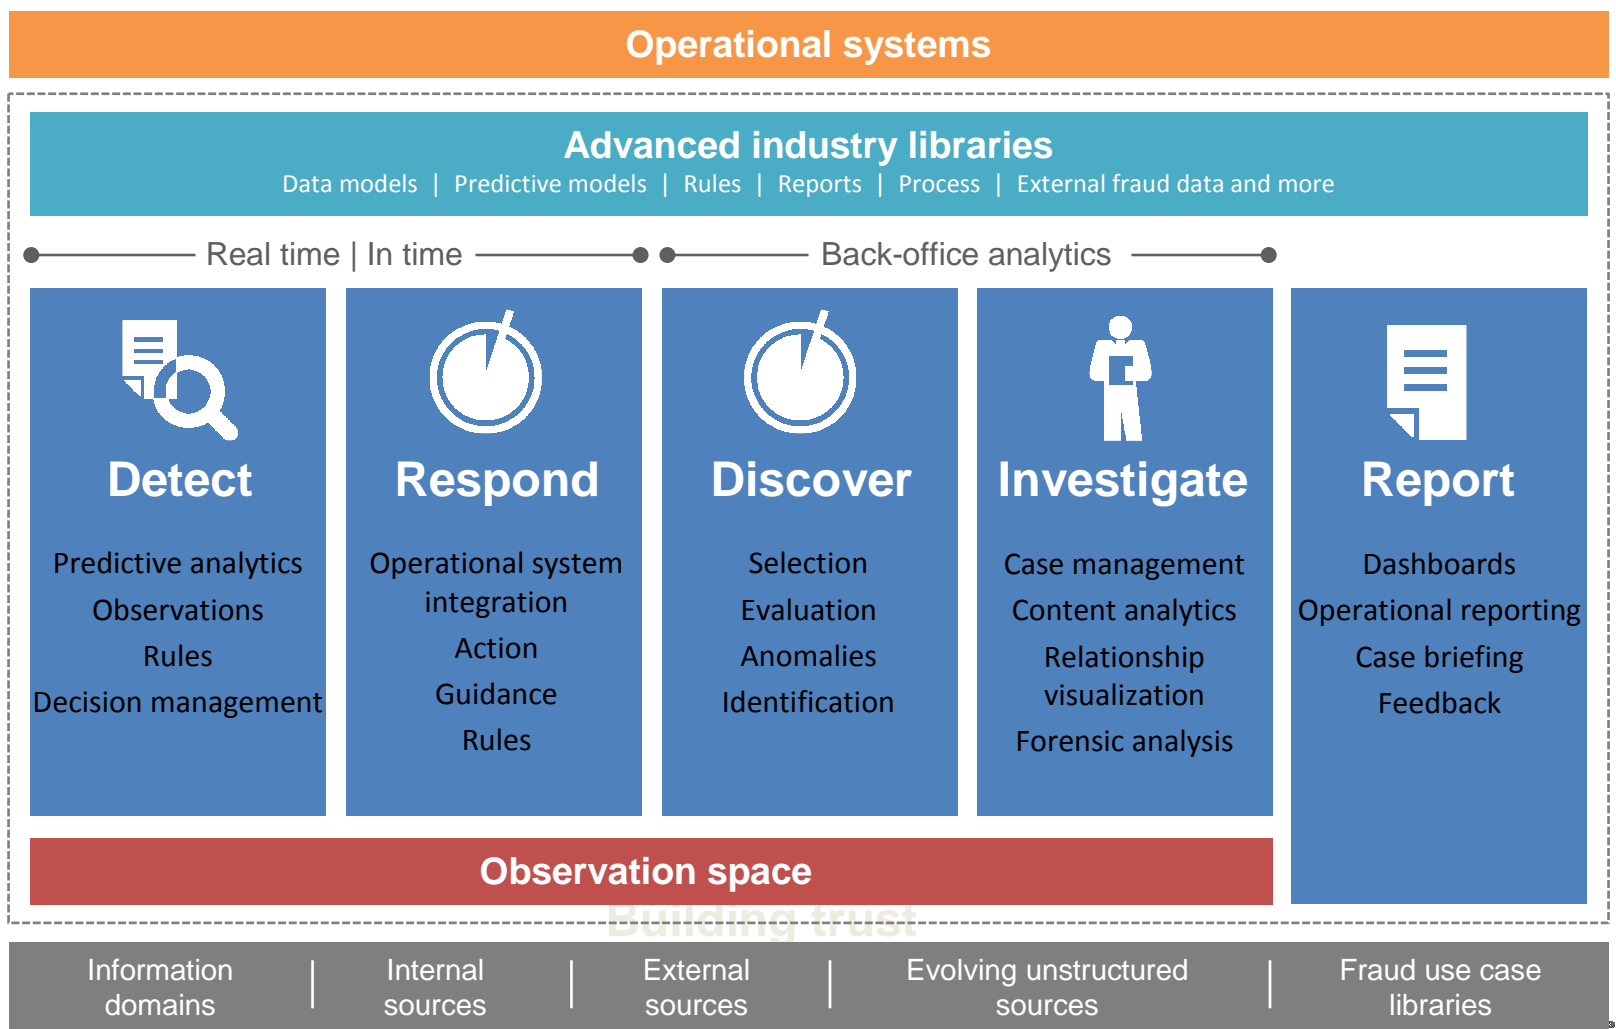 Operational systems
Advanced industry libraries
Data models | Predictive models | Rules | Reports | Process | External fraud data and more
Real time | In time
Back-office analytics
Detect
Predictive analytics
Observations
Rules
Decision management
Respond
Operational system
integration
Action
Guidance
Rules
Discover
Selection
Evaluation
Anomalies
Identification
Investigate
Case management
Content analytics
Relationship
visualization
Forensic analysis
Report
Dashboards
Operational reporting
Case briefing
Feedback
Observation space
Building trust
Information
domains
Internal
sources
External
sources
Evolving unstructured
sources
Fraud use case
libraries